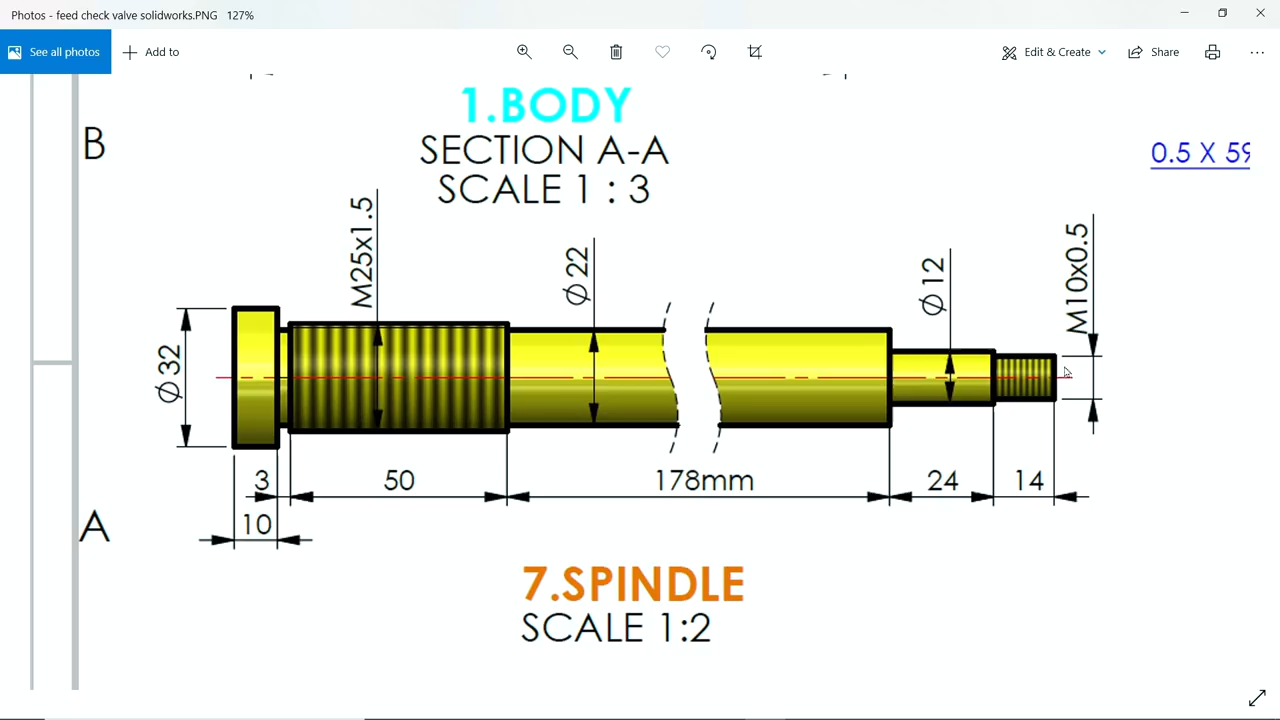 Photos - feed check valve solidworks.PNG 127%
See all photos
Add to
Edit & Create
Share
B
1.BODY
SECTION A-A
SCALE 1 : 3
0.5 X 59
M25x1.5
∅22
∅12
M10x0.5
∅32
3
50
178mm
24
14
10
A
7.SPINDLE
SCALE 1:2